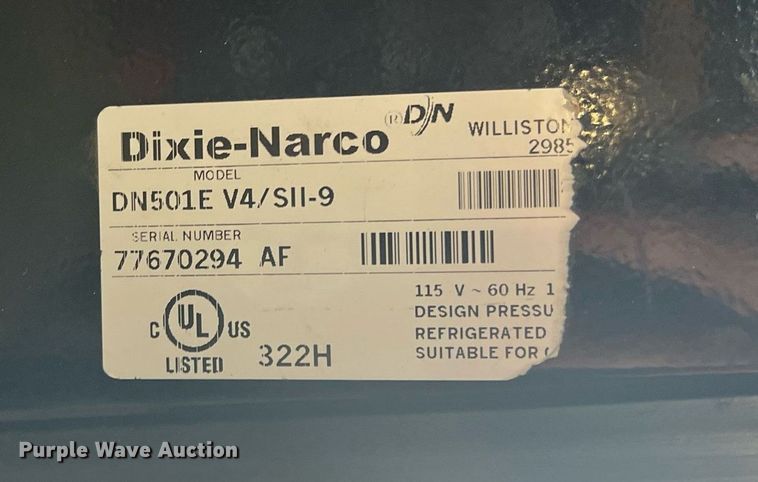 Dixie-Narco ® D/N
WILLISTON
2985
MODEL
DN501E V4/SII-9
SERIAL NUMBER
77670294 AF
115 V ~ 60 Hz 1
DESIGN PRESSU
REFRIGERATED
SUITABLE FOR
C UL US
LISTED
322H
Purple Wave Auction